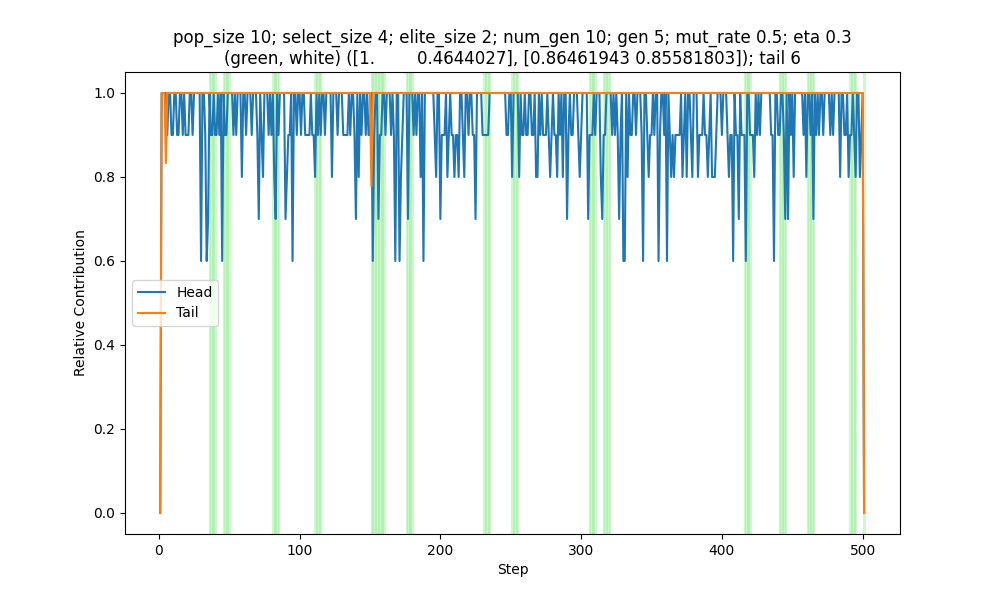 pop_size 10; select_size 4; elite_size 2; num_gen 10; gen 5; mut_rate 0.5; eta 0.3
(green, white) ([1. 0.4644027], [0.86461943 0.85581803]); tail 6
1.0
0.8
0.6
0.4
0.2
0.0
Relative Contribution
Head
Tail
0 100 200 300 400 500
Step